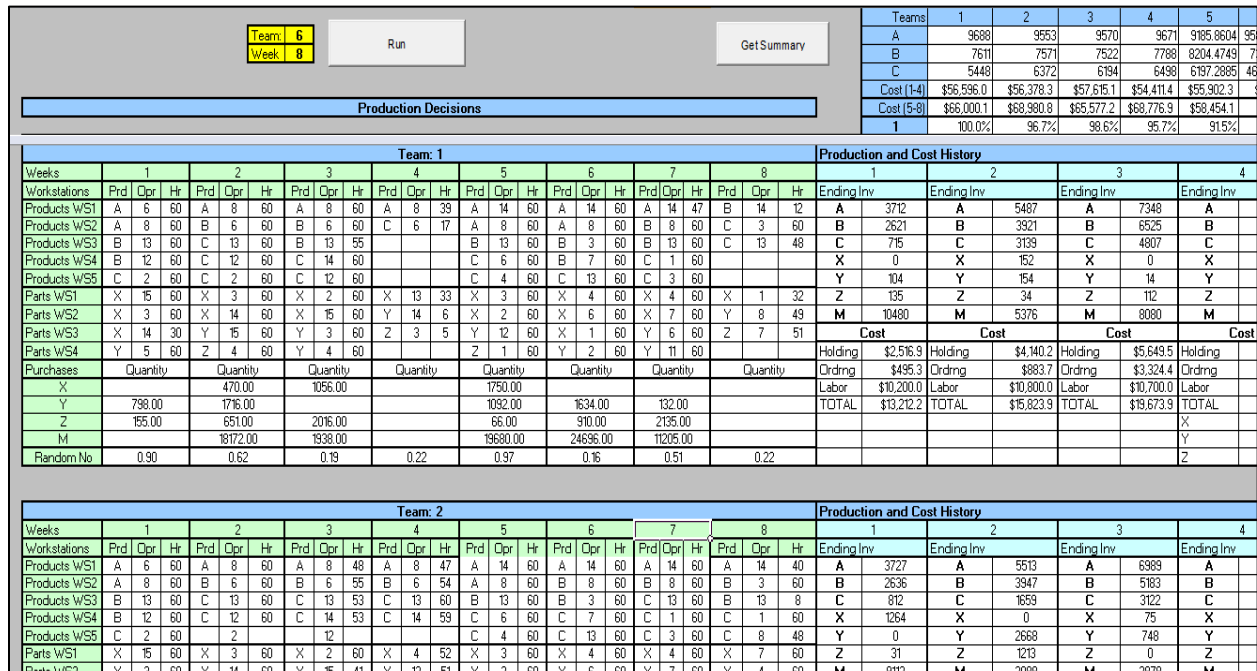 Teams 1 2 3 4 5
Team: 6 Run Get Summary A 9688 9553 9570 9671 9185.8604
Week 8 B 7611 7571 7522 7788 8204.4749
C 5448 6372 6194 6498 6197.2885
Cost (1-4) $56,596.0 $56,378.3 $57,615.1 $54,411.4 $55,902.3
Production Decisions Cost (5-8) $66,000.1 $68,980.8 $65,577.2 $68,776.9 $58,454.1
1 100.0% 96.7% 98.6% 95.7% 91.5%
Team: 1 Production and Cost History
Weeks 1 2 3 4 5 6 7 8 1 2 3 4
Workstations Prd Opr Hr Prd Opr Hr Prd Opr Hr Prd Opr Hr Prd Opr Hr Prd Opr Hr Prd Opr Hr Prd Opr Hr Ending Inv Ending Inv Ending Inv Ending Inv
Products WS1 A 6 60 A 8 60 A 8 60 A 8 39 A 14 60 A 14 60 A 14 47 B 14 12 A 3712 A 5487 A 7348 A
Products WS2 A 8 60 B 6 60 B 6 60 C 6 17 A 8 60 A 8 60 B 8 60 C 3 60 B 2621 B 3921 B 6525 B
Products WS3 B 13 60 C 13 60 B 13 55 B 13 60 B 3 60 B 13 60 C 13 48 C 715 C 3139 C 4807 C
Products WS4 B 12 60 C 12 60 C 14 60 C 6 60 B 7 60 C 1 60 X 0 X 152 X 0 X
Products WS5 C 2 60 C 2 60 C 12 60 C 4 60 C 13 60 C 3 60 Y 104 Y 154 Y 14 Y
Parts WS1 X 15 60 X 3 60 X 2 60 X 13 33 X 3 60 X 4 60 X 4 60 X 1 32 Z 135 Z 34 Z 112 Z
Parts WS2 X 3 60 X 14 60 X 15 60 Y 14 6 X 2 60 X 6 60 X 7 60 Y 8 49 M 10480 M 5376 M 8080 M
Parts WS3 X 14 30 Y 15 60 Y 3 60 Z 3 5 Y 12 60 X 1 60 Y 6 60 Z 7 51 Cost Cost Cost Cost
Parts WS4 Y 5 60 Z 4 60 Y 4 60 Z 1 60 Y 2 60 Y 11 60 Holding $2,516.9 Holding $4,140.2 Holding $5,649.5 Holding
Purchases Quantity Quantity Quantity Quantity Quantity Quantity Quantity Quantity Ordrng $495.3 Ordrng $883.7 Ordrng $3,324.4 Ordrng
X 470.00 1056.00 1750.00 Labor $10,200.0 Labor $10,800.0 Labor $10,700.0 Labor
Y 798.00 1716.00 1092.00 1634.00 132.00 TOTAL $13,212.2 TOTAL $15,823.9 TOTAL $19,673.9 TOTAL
Z 155.00 651.00 2016.00 66.00 910.00 2135.00 X
M 18172.00 1938.00 19680.00 24696.00 11205.00 Y
Random No 0.90 0.62 0.19 0.22 0.97 0.16 0.51 0.22 Z
Team: 2 Production and Cost History
Weeks 1 2 3 4 5 6 7 8 1 2 3 4
Workstations Prd Opr Hr Prd Opr Hr Prd Opr Hr Prd Opr Hr Prd Opr Hr Prd Opr Hr Prd Opr Hr Prd Opr Hr Ending Inv Ending Inv Ending Inv Ending Inv
Products WS1 A 6 60 A 8 60 A 8 48 A 8 47 A 14 60 A 14 60 A 14 60 A 14 40 A 3727 A 5513 A 6989 A
Products WS2 A 8 60 B 6 60 B 6 55 B 6 54 A 8 60 B 8 60 B 8 60 B 3 60 B 2636 B 3947 B 5183 B
Products WS3 B 13 60 C 13 60 C 13 53 C 13 60 B 13 60 B 3 60 C 13 60 B 13 8 C 812 C 1659 C 3122 C
Products WS4 B 12 60 C 12 60 C 14 53 C 14 59 C 6 60 C 7 60 C 1 60 C 1 60 X 1264 X 0 X 75 X
Products WS5 C 2 60 2 12 C 4 60 C 13 60 C 3 60 C 8 48 Y 0 Y 2668 Y 748 Y
Parts WS1 X 15 60 X 3 60 X 2 60 X 4 52 X 3 60 X 4 60 X 4 60 X 7 60 Z 31 Z 1213 Z 0 Z